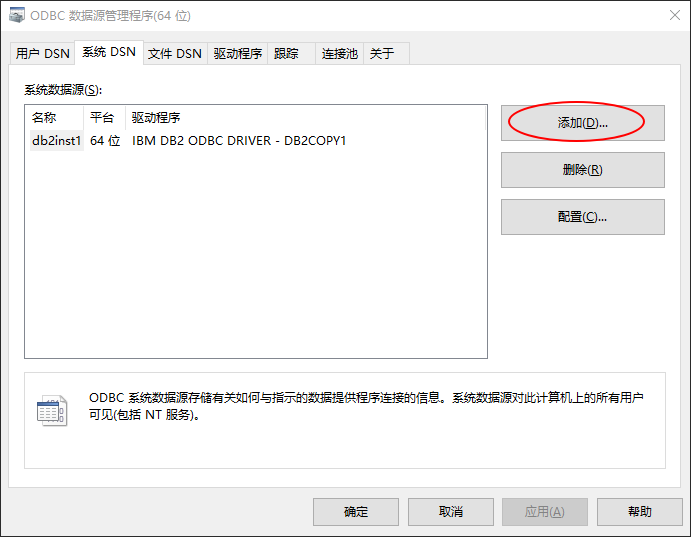 ODBC 数据源管理程序(64 位)
用户 DSN 系统 DSN 文件 DSN 驱动程序 跟踪 连接池 关于
系统数据源(S):
名称 平台 驱动程序
db2inst1 64 位 IBM DB2 ODBC DRIVER - DB2COPY1
添加(D)...
删除(R)
配置(C)...
ODBC 系统数据源存储有关如何与指示的数据提供程序连接的信息。系统数据源对此计算机上的所有用户
可见(包括 NT 服务)。
确定 取消 应用(A) 帮助